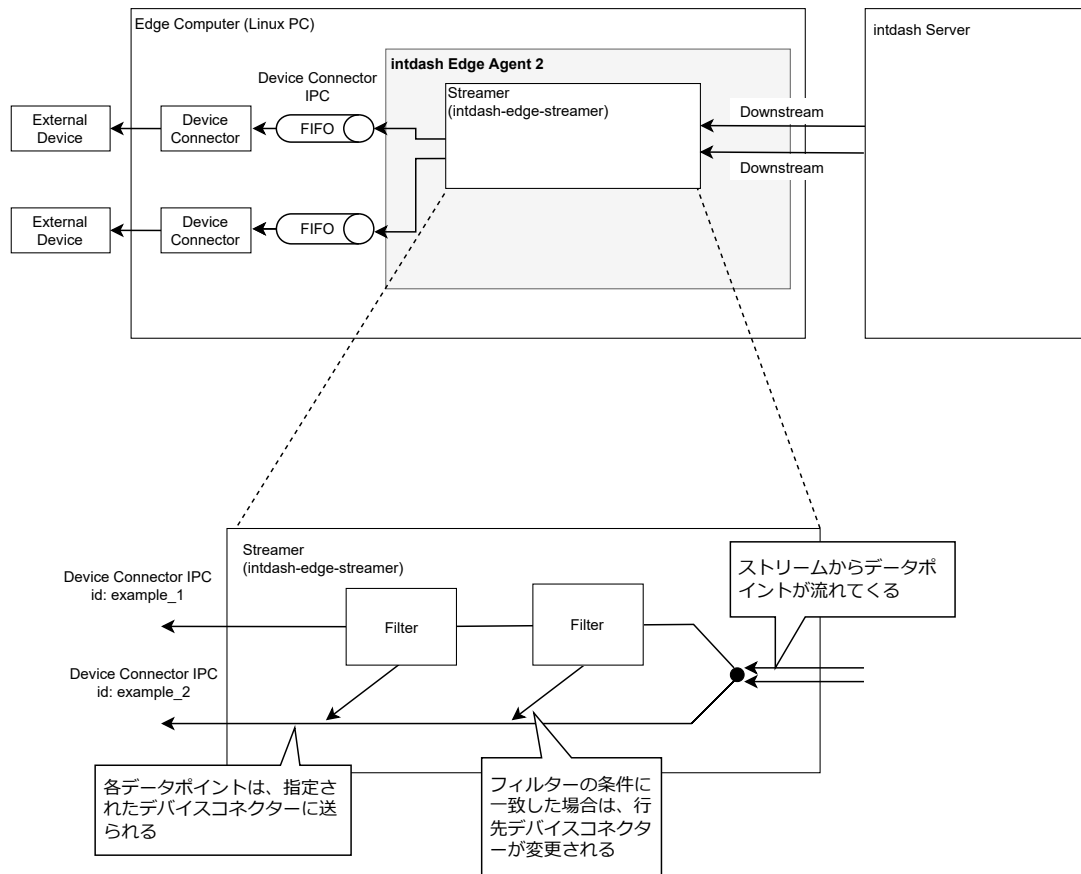 Edge Computer (Linux PC)
intdash Server
intdash Edge Agent 2
Device Connector
IPC
Streamer
(intdash-edge-streamer)
Downstream
External
Device
Device
Connector
FIFO
Downstream
External
Device
Device
Connector
FIFO
Streamer
(intdash-edge-streamer)
ストリームからデータポ
イントが流れてくる
Device Connector IPC
id: example_1
Filter
Filter
Device Connector IPC
id: example_2
各データポイントは、指定さ
れたデバイスコネクターに送
られる
フィルターの条件に
一致した場合は、行
先デバイスコネクタ
ーが変更される